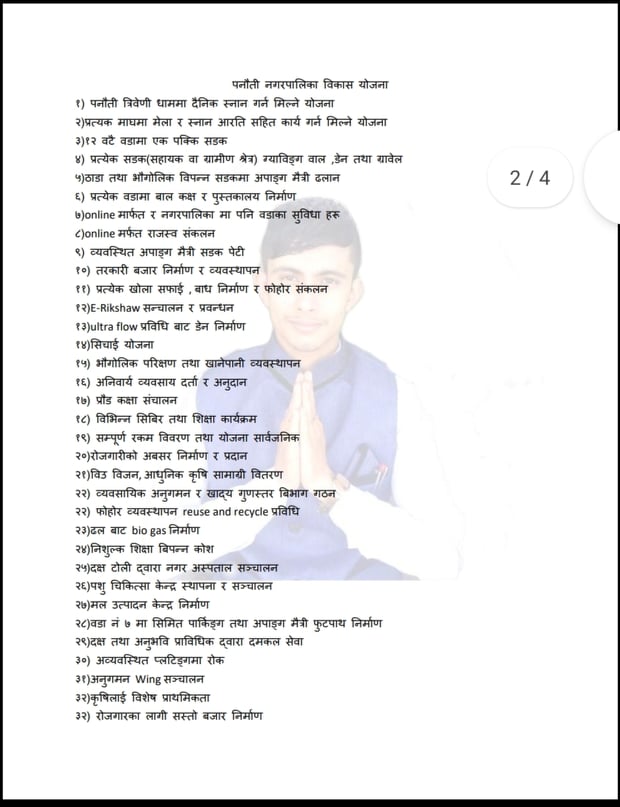 पनौती नगरपालिका विकास योजना
१) पनौती त्रिवेणी धाममा दैनिक स्नान गर्न मिल्ने योजना
२)प्रत्यक माघमा मेला र स्नान आरति सहित कार्य गर्न मिल्ने योजना
३)१२ वटै वडामा एक पक्कि सडक
४) प्रत्येक सडक(सहायक वा ग्रामीण श्रेत्र) ग्याविङ्ग वाल ,डेन तथा ग्रावेल
५)ठाडा तथा भौगोलिक विपन्न सडकमा अपाङ्ग मैत्री ढलान
६) प्रत्येक वडामा बाल कक्ष र पुस्तकालय निर्माण
७)online मार्फत र नगरपालिका मा पनि वडाका सुविधा हरू
८)online मर्फत राजस्व संकलन
९) व्यवस्थित अपाङ्ग मैत्री सडक पेटी
१०) तरकारी बजार निर्माण र व्यवस्थापन
११) प्रत्येक खोला सफाई , बाध निर्माण र फोहोर संकलन
१२)E-Rikshaw सन्चालन र प्रवन्धन
१३)ultra flow प्रविधि बाट डेन निर्माण
१४)सिचाई योजना
१५) भौगोलिक परिक्षण तथा खानेपानी व्यवस्थापन
१६) अनिवार्य व्यवसाय दर्ता र अनुदान
१७) प्रौड कक्षा संचालन
१८) विभिन्न सिबिर तथा शिक्षा कार्यक्रम
१९) सम्पूर्ण रकम विवरण तथा योजना सार्वजनिक
२०)रोजगारीको अबसर निर्माण र प्रदान
२१)विउ विजन, आधुनिक कृषि सामाग्री वितरण
२२) व्यवसायिक अनुगमन र खाद्य गुणस्तर बिभाग गठन
२२) फोहोर व्यवस्थापन reuse and recycle प्रविधि
२३)ढल बाट bio gas निर्माण
२४)निशुल्क शिक्षा बिपन्न कोश
२५)दक्ष टोली द्वारा नगर अस्पताल सञ्चालन
२६)पशु चिकित्सा केन्द्र स्थापना र सञ्चालन
२७)मल उत्पादन केन्द्र निर्माण
२८)वडा नं ७ मा सिमित पार्किङ्ग तथा अपाङ्ग मैत्री फुटपाथ निर्माण
२९)दक्ष तथा अनुभवि प्राविधिक द्वारा दमकल सेवा
३०) अव्यवस्थित प्लटिङ्गमा रोक
३१)अनुगमन Wing सञ्चालन
३२)कृषिलाई विशेष प्राथमिकता
३२) रोजगारका लागी सस्तो बजार निर्माण
2 / 4